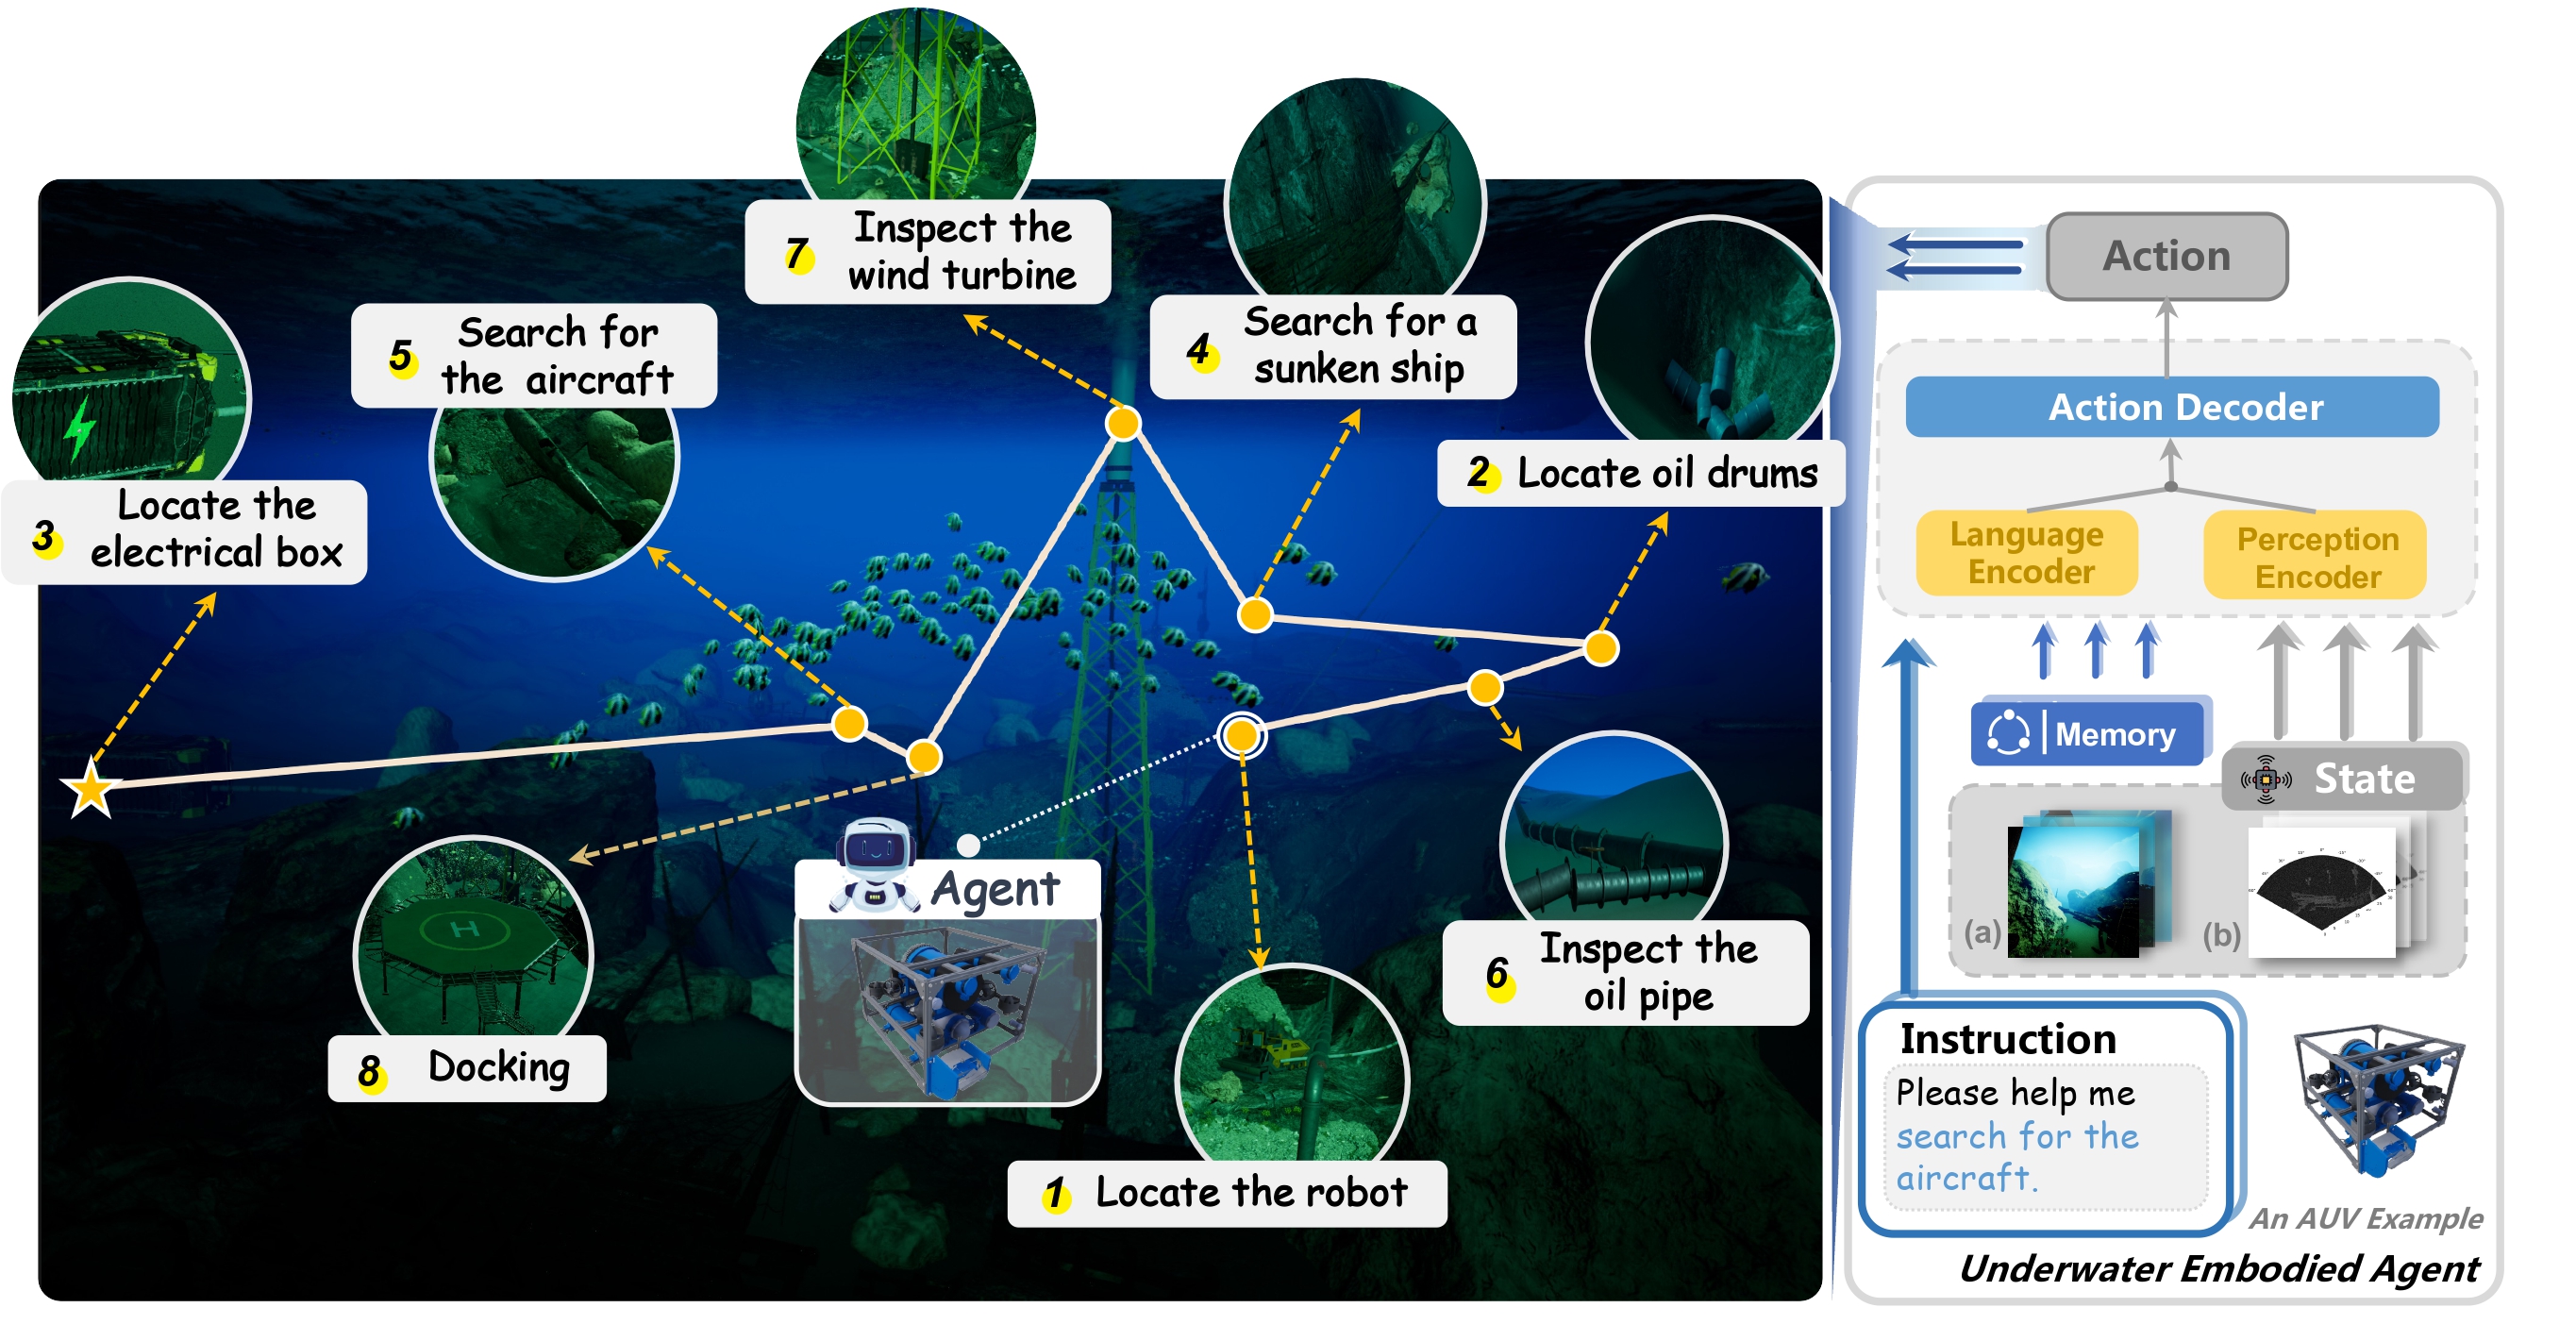 7
Inspect the
wind turbine
4
Search for a
sunken ship
5
Search for
the aircraft
2
Locate oil drums
3
Locate the
electrical box
H
Agent
8
Docking
6
Inspect the
oil pipe
1
Locate the robot
Action
Action Decoder
Language
Encoder
Perception
Encoder
Memory
State
(a)
(b)
Instruction
Please help me
search for the
aircraft.
An AUV Example
Underwater Embodied Agent